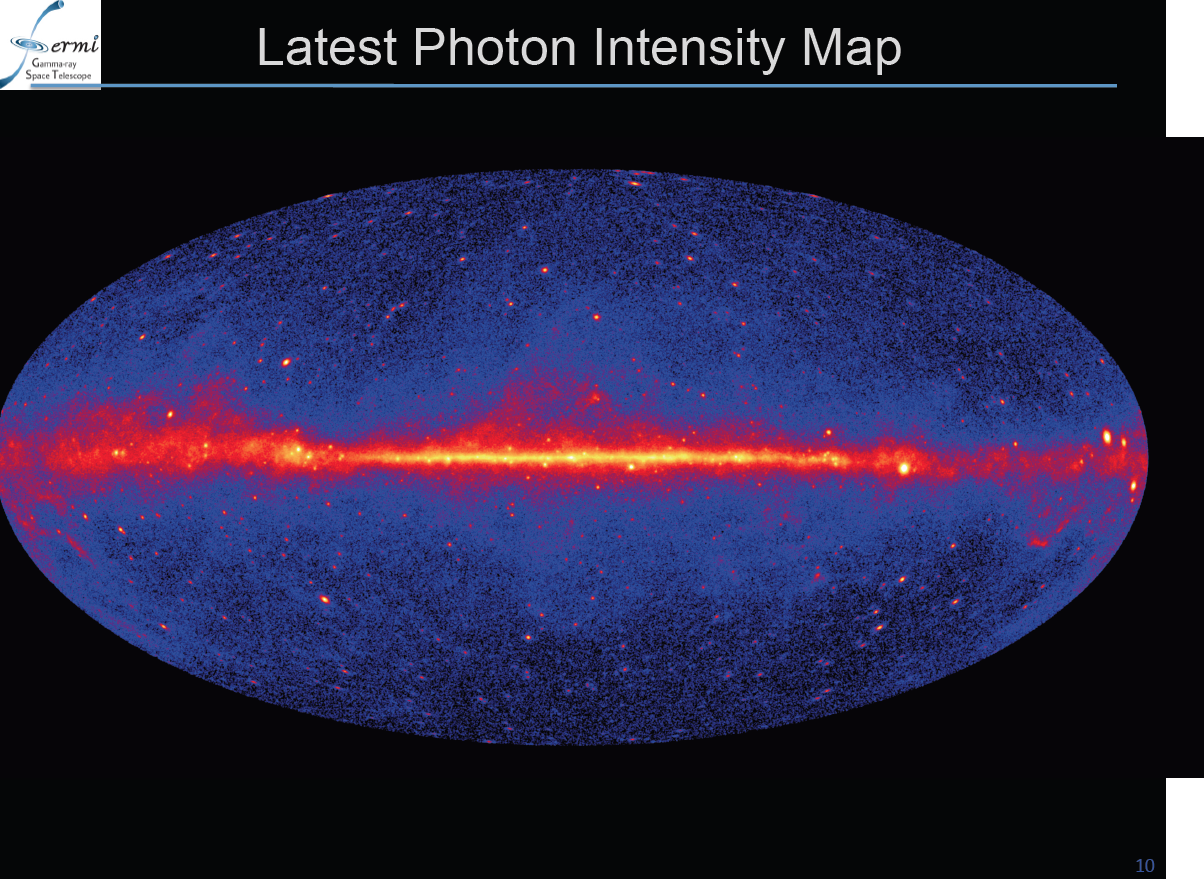 Latest Photon Intensity Map
ermi
Gamma-ray
Space Telescope
10